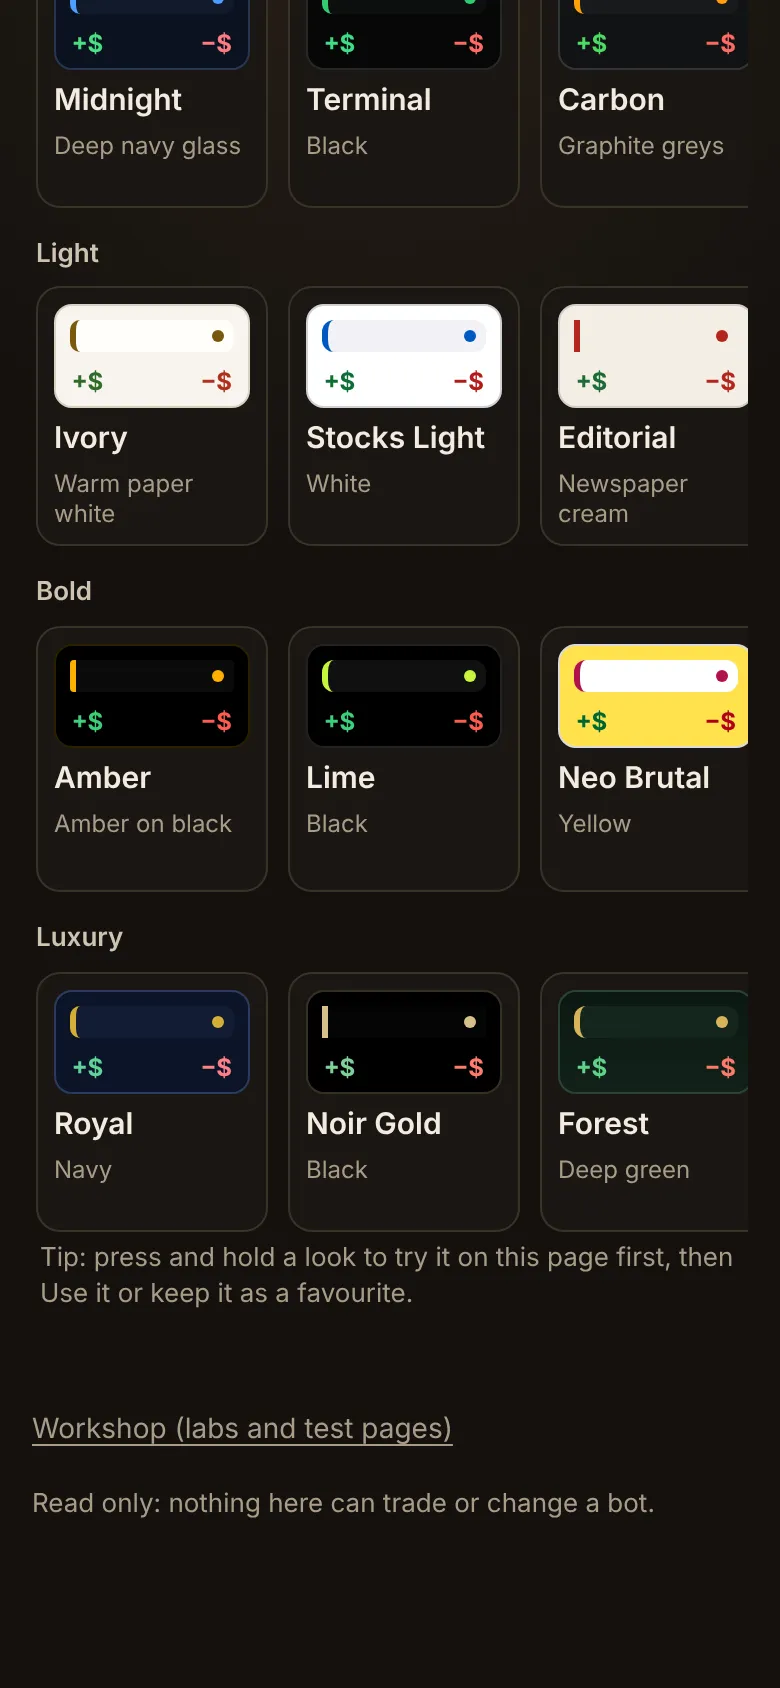 +$ −$ +$ −$ +$ −$
Midnight Terminal Carbon
Deep navy glass Black Graphite greys
Light
+$ −$ +$ −$ +$ −$
Ivory Stocks Light Editorial
Warm paper White Newspaper
white cream
Bold
+$ −$ +$ −$ +$ −$
Amber Lime Neo Brutal
Amber on black Black Yellow
Luxury
+$ −$ +$ −$ +$ −$
Royal Noir Gold Forest
Navy Black Deep green
Tip: press and hold a look to try it on this page first, then
Use it or keep it as a favourite.
Workshop (labs and test pages)
Read only: nothing here can trade or change a bot.